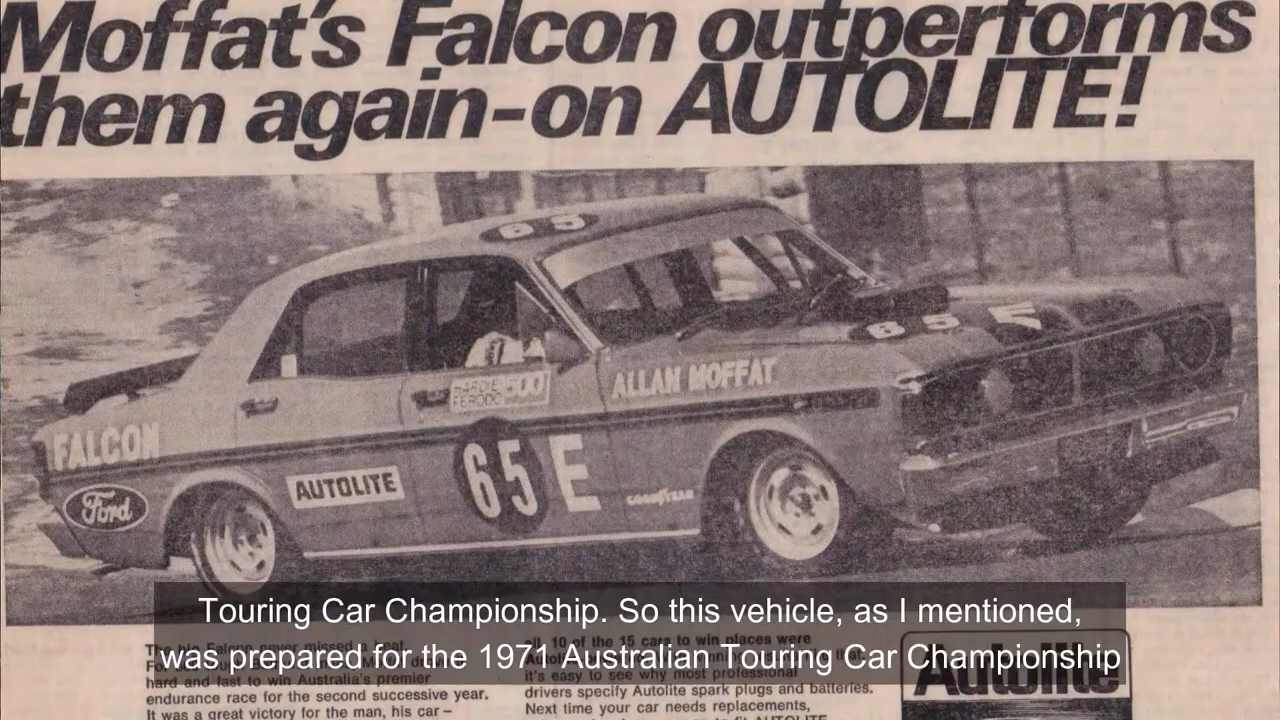 Moffat's Falcon outperforms
them again-on AUTOLITE!
65
65 E
ALLAN MOFFAT
HARDIE
FERODO 500
FALCON
65 E
AUTOLITE
Ford
GOODYEAR
Touring Car Championship. So this vehicle, as I mentioned,
was prepared for the 1971 Australian Touring Car Championship
hard and fast to win Australia's premier
endurance race for the second successive year.
It was a great victory for the man, his car –
all, 10 of the 15 cars to win places were
it's easy to see why most professional
drivers specify Autolite spark plugs and batteries.
Next time your car needs replacements,
AUTOLITE
Autolite